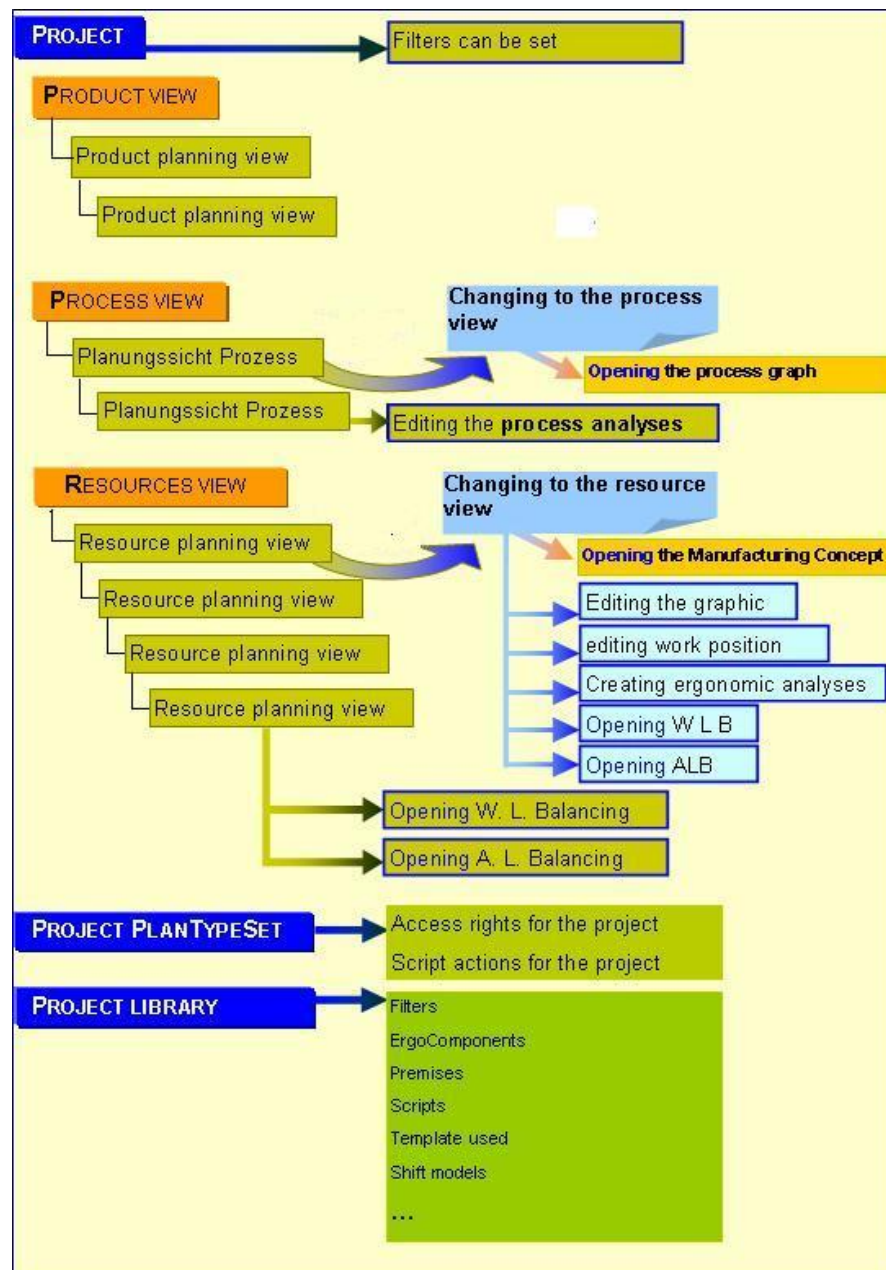 PROJECT
Filters can be set
PRODUCT VIEW
Product planning view
Product planning view
PROCESS VIEW
Changing to the process
view
Planungssicht Prozess
Opening the process graph
Planungssicht Prozess
Editing the process analyses
RESOURCES VIEW
Changing to the resource
view
Resource planning view
Opening the Manufacturing Concept
Resource planning view
Editing the graphic
Resource planning view
editing work position
Resource planning view
Creating ergonomic analyses
Opening W L B
Opening ALB
Opening W. L. Balancing
Opening A. L. Balancing
PROJECT PLANTYPESET
Access rights for the project
Script actions for the project
PROJECT LIBRARY
Filters
ErgoComponents
Premises
Scripts
Template used
Shift models
...